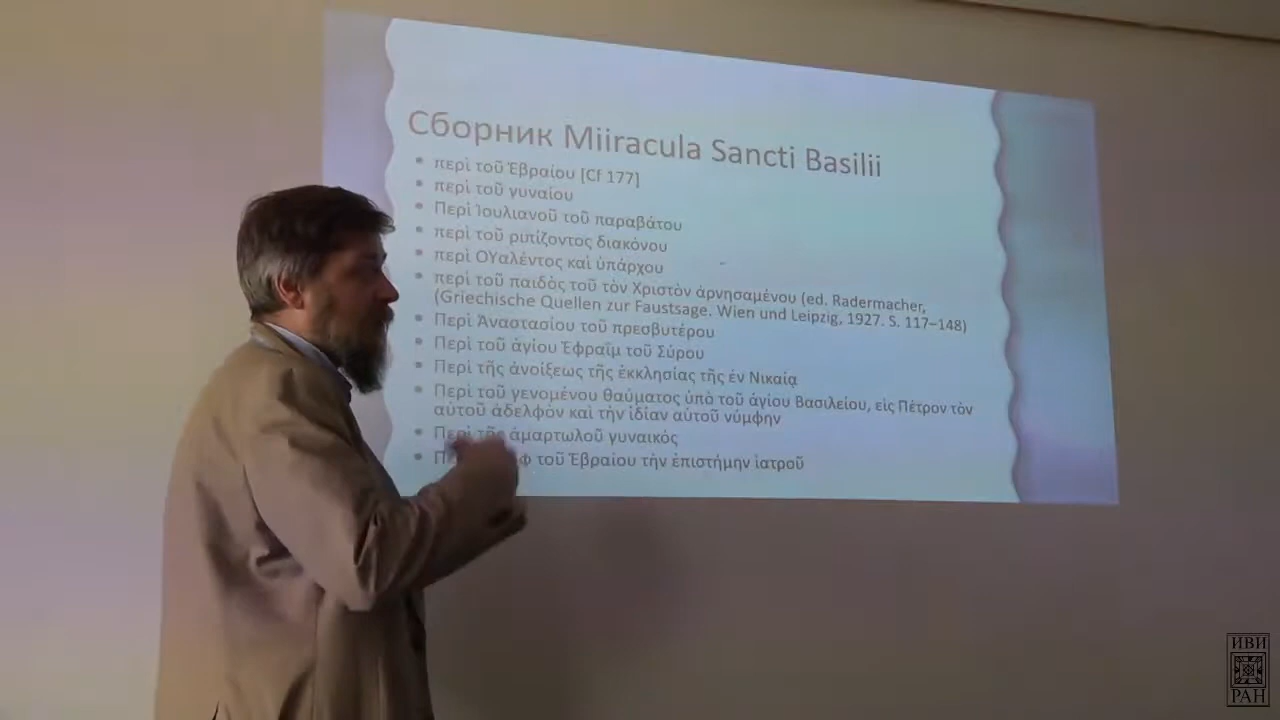 Сборник Miiracula Sancti Basilii
• περὶ τοῦ Ἑβραίου [Cf 177]
• περὶ τοῦ γυναίου
• Περὶ Ἰουλιανοῦ τοῦ παραβάτου
• περὶ τοῦ ριπίζοντος διακόνου
• περὶ ΟΥαλέντος καὶ ὑπάρχου
• περὶ τοῦ παιδὸς τοῦ τὸν Χριστὸν ἀρνησαμένου (ed. Radermacher,
(Griechische Quellen zur Faustsage. Wien und Leipzig, 1927. S. 117–148)
• Περὶ Ἀναστασίου τοῦ πρεσβυτέρου
• Περὶ τοῦ ἁγίου Ἐφραῒμ τοῦ Σύρου
• Περὶ τῆς ἀνοίξεως τῆς ἐκκλησίας τῆς ἐν Νικαίᾳ
• Περὶ τοῦ γενομένου θαύματος ὑπὸ τοῦ ἁγίου Βασιλείου, εἰς Πέτρον τὸν
αὐτοῦ ἀδελφὸν καὶ τὴν ἰδίαν αὐτοῦ νύμφην
• Περὶ τῆς ἁμαρτωλοῦ γυναικὸς
• τοῦ Ἑβραίου τὴν ἐπιστήμην ἰατροῦ
ИВИ
РАН